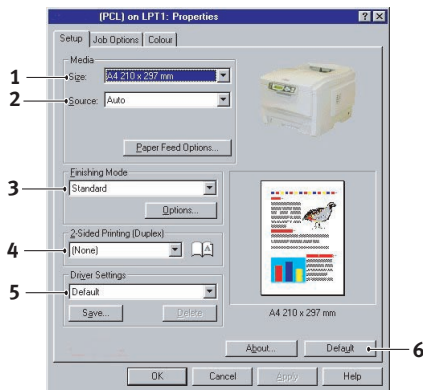 (PCL) on LPT1: Properties
Setup Job Options Colour
Media
1 Size: A4 210 x 297 mm
2 Source: Auto
Paper Feed Options...
Finishing Mode
3 Standard
Options...
2-Sided Printing (Duplex)
4 (None) A
Driver Settings
5 Default
Save... Delete
A4 210 x 297 mm
About... Default 6
OK Cancel Apply Help